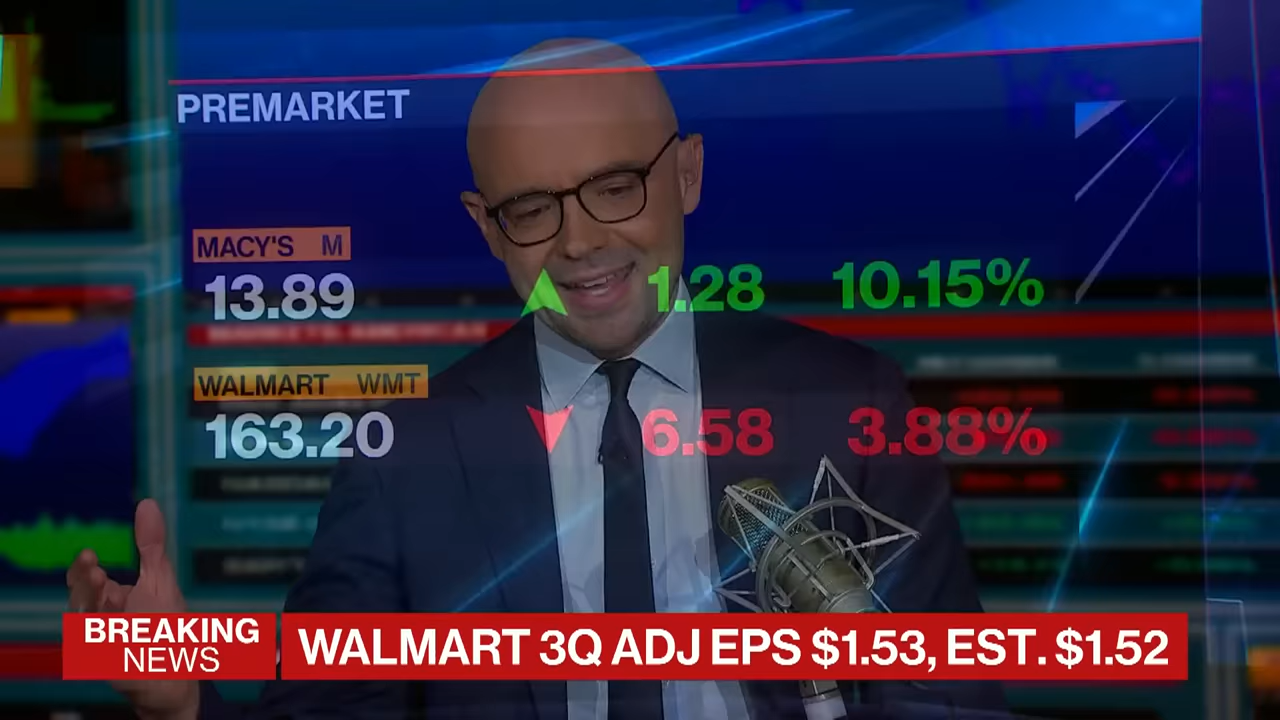 PREMARKET
MACY'S M
13.89 1.28 10.15%
WALMART WMT
163.20 6.58 3.88%
BREAKING
NEWS
WALMART 3Q ADJ EPS $1.53, EST. $1.52